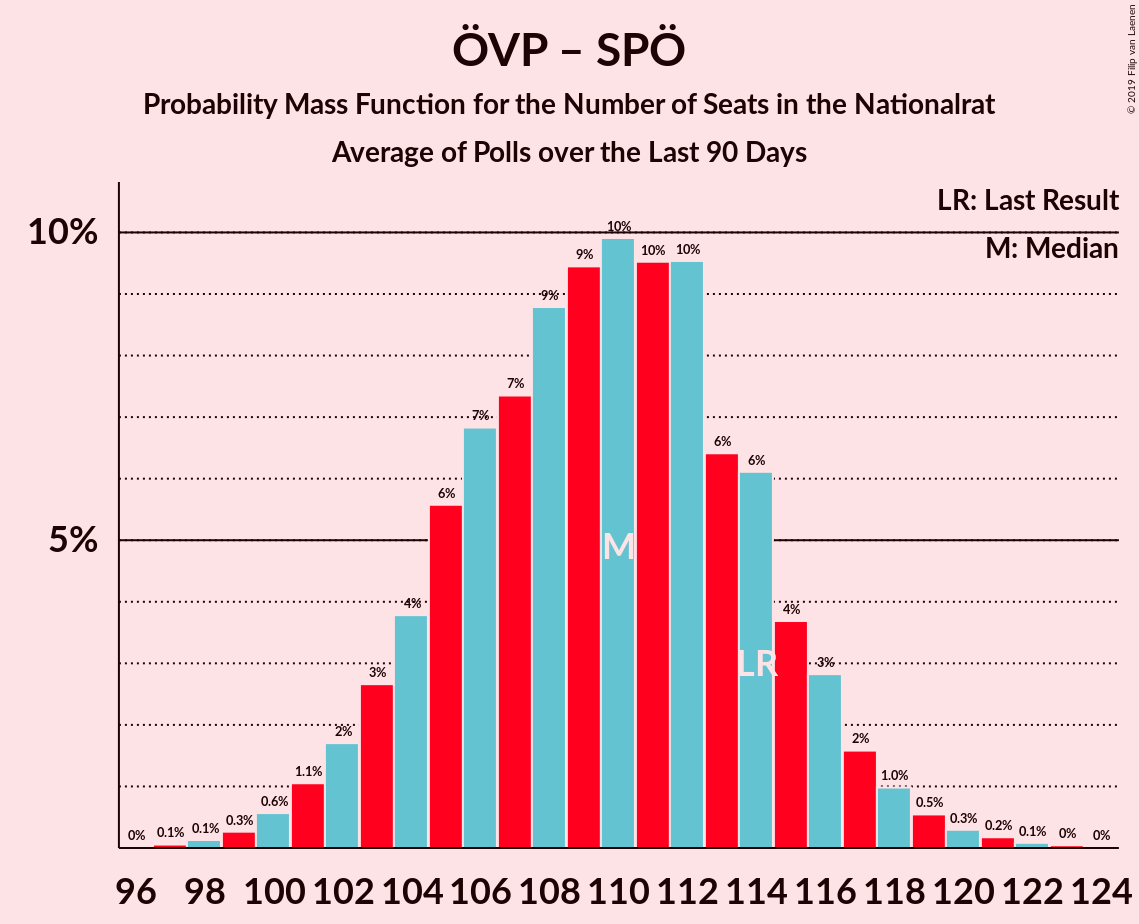 ÖVP – SPÖ
Probability Mass Function for the Number of Seats in the Nationalrat
Average of Polls over the Last 90 Days
© 2019 Filip van Laenen
LR: Last Result
M: Median
10%
5%
0% 0.1% 0.1% 0.3% 0.6% 1.1% 2% 3% 4% 6% 7% 7% 9% 9% 10% 10% 10% 6% 6% 4% 3% 2% 1.0% 0.5% 0.3% 0.2% 0.1% 0% 0%
M
LR
96 98 100 102 104 106 108 110 112 114 116 118 120 122 124